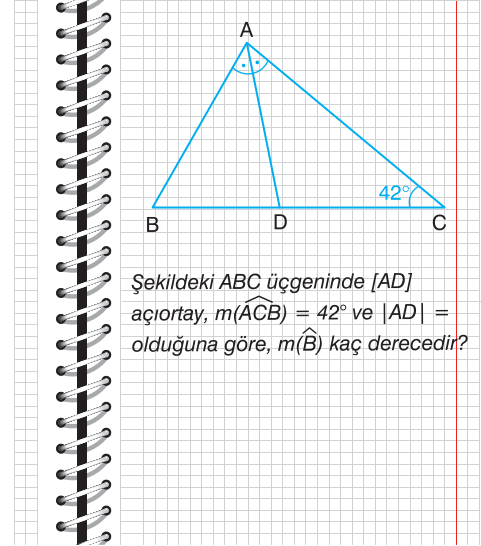 A
42°
B
D
C
Şekildeki ABC üçgeninde [AD]
açıortay, m(ACB) = 42° ve |AD| =
olduğuna göre, m(B) kaç derecedir?